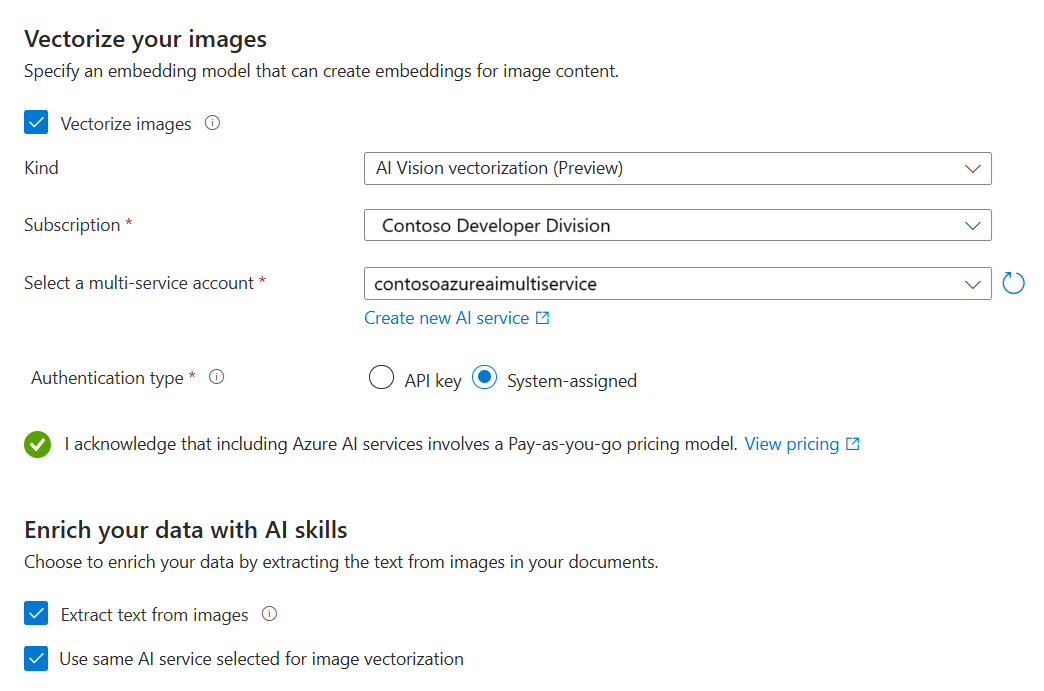 Vectorize your images
Specify an embedding model that can create embeddings for image content.
Vectorize images
Kind AI Vision vectorization (Preview)
Subscription * Contoso Developer Division
Select a multi-service account * contosoazureaimultiservice
Create new AI service
Authentication type * API key System-assigned
I acknowledge that including Azure AI services involves a Pay-as-you-go pricing model. View pricing
Enrich your data with AI skills
Choose to enrich your data by extracting the text from images in your documents.
Extract text from images
Use same AI service selected for image vectorization